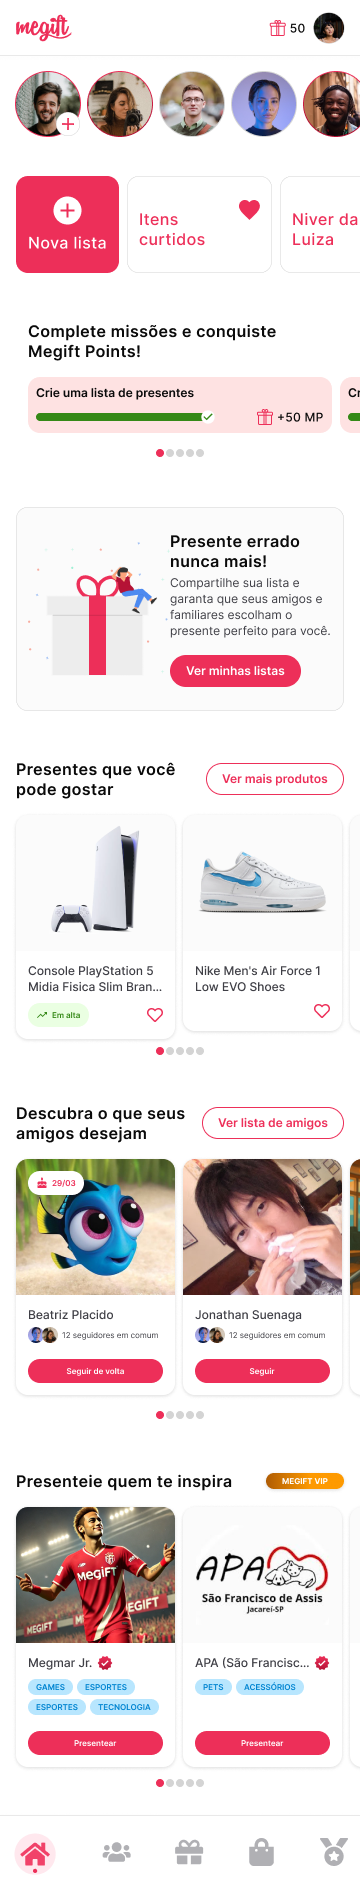 megift
50
Nova lista
Itens
curtidos
Niver da
Luiza
Complete missões e conquiste
Megift Points!
Crie uma lista de presentes
+50 MP
Cr
Presente errado
nunca mais!
Compartilhe sua lista e
garanta que seus amigos e
familiares escolham o
presente perfeito para você.
Ver minhas listas
Presentes que você
pode gostar
Ver mais produtos
Console PlayStation 5
Midia Fisica Slim Bran...
Em alta
Nike Men's Air Force 1
Low EVO Shoes
Descubra o que seus
amigos desejam
Ver lista de amigos
29/03
Beatriz Placido
12 seguidores em comum
Seguir de volta
Jonathan Suenaga
12 seguidores em comum
Seguir
Presenteie quem te inspira
MEGIFT VIP
MEGIFT
MEGIFT
Megmar Jr.
GAMES
ESPORTES
ESPORTES
TECNOLOGIA
Presentear
APA
São Francisco de Assis
Jacareí-SP
APA (São Francisc...
PETS
ACESSÓRIOS
Presentear